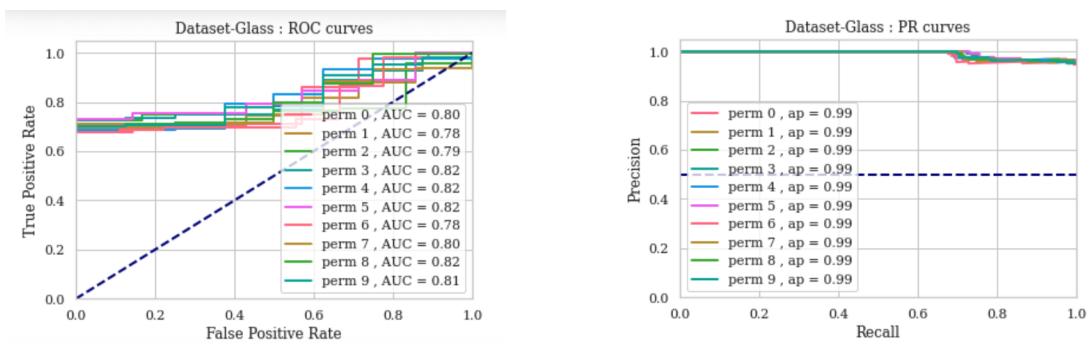 Dataset-Glass : ROC curves
1.0
0.8
0.6
0.4
0.2
0.0
True Positive Rate
perm 0 , AUC = 0.80
perm 1 , AUC = 0.78
perm 2 , AUC = 0.79
perm 3 , AUC = 0.82
perm 4 , AUC = 0.82
perm 5 , AUC = 0.82
perm 6 , AUC = 0.78
perm 7 , AUC = 0.80
perm 8 , AUC = 0.82
perm 9 , AUC = 0.81
0.0 0.2 0.4 0.6 0.8 1.0
False Positive Rate
Dataset-Glass : PR curves
1.0
0.8
0.6
0.4
0.2
0.0
Precision
perm 0 , ap = 0.99
perm 1 , ap = 0.99
perm 2 , ap = 0.99
perm 3 , ap = 0.99
perm 4 , ap = 0.99
perm 5 , ap = 0.99
perm 6 , ap = 0.99
perm 7 , ap = 0.99
perm 8 , ap = 0.99
perm 9 , ap = 0.99
0.0 0.2 0.4 0.6 0.8 1.0
Recall